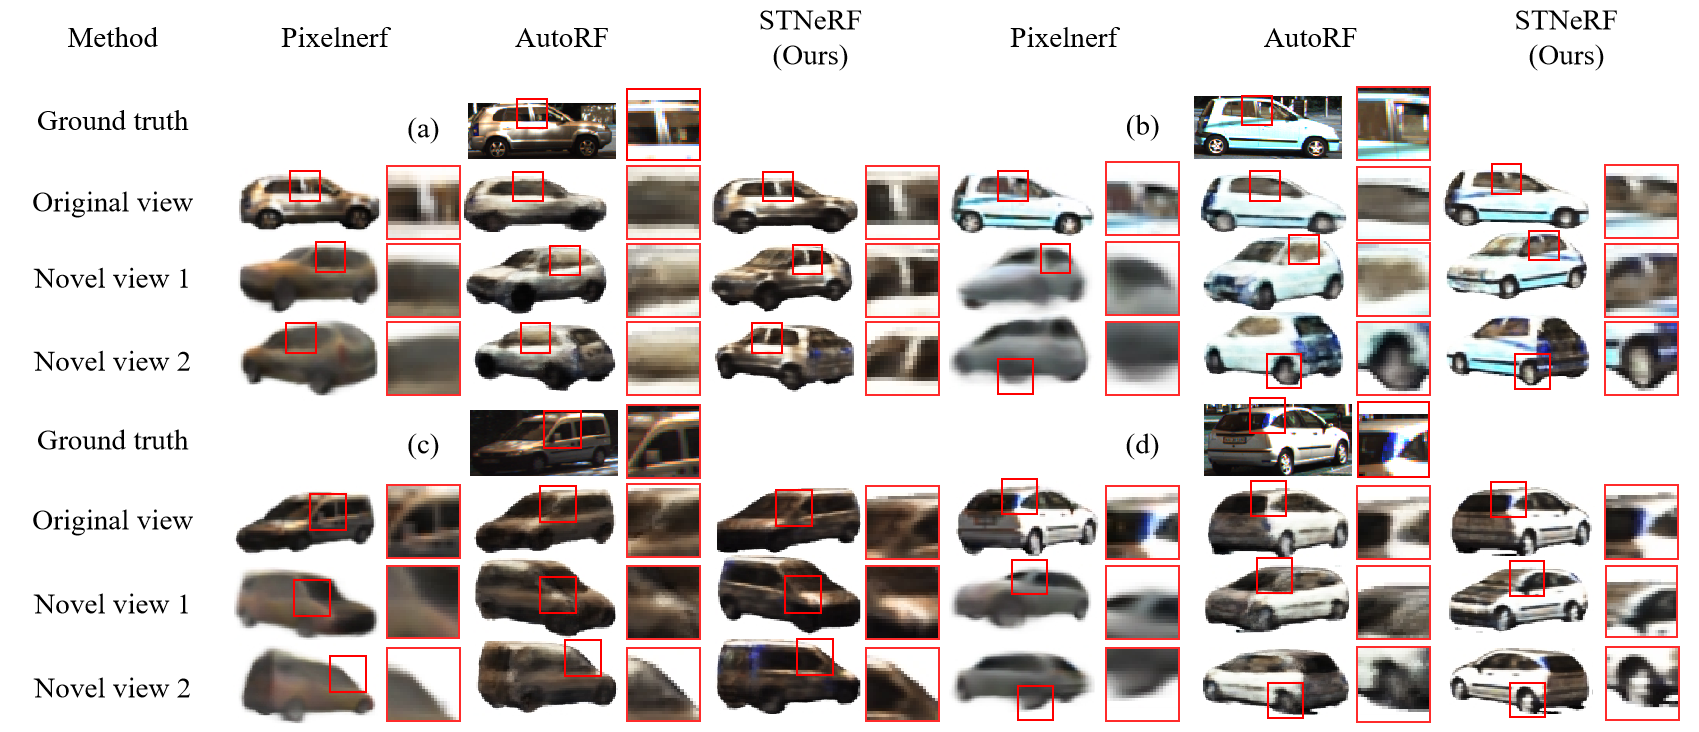 Method Pixelnerf AutoRF STNeRF (Ours) Pixelnerf AutoRF STNeRF (Ours)
Ground truth (a) (b)
Original view
Novel view 1
Novel view 2
Ground truth (c) (d)
Original view
Novel view 1
Novel view 2